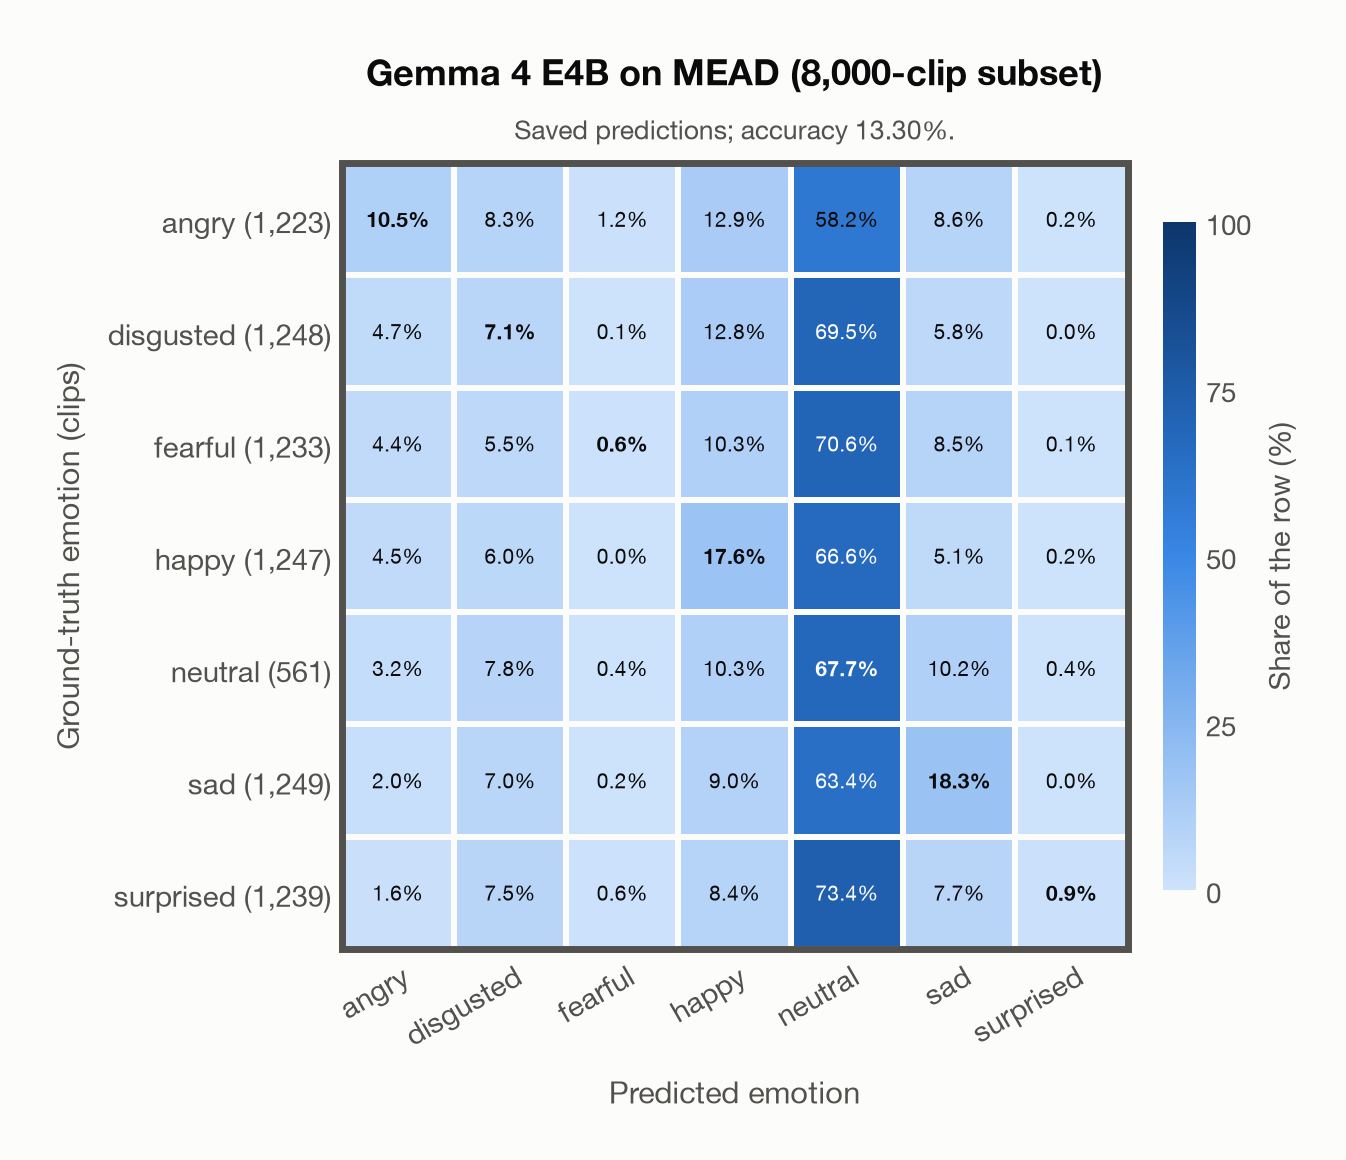 Gemma 4 E4B on MEAD (8,000-clip subset)
Saved predictions; accuracy 13.30%.
Ground-truth emotion (clips)
angry (1,223) 10.5% 8.3% 1.2% 12.9% 58.2% 8.6% 0.2%
disgusted (1,248) 4.7% 7.1% 0.1% 12.8% 69.5% 5.8% 0.0%
fearful (1,233) 4.4% 5.5% 0.6% 10.3% 70.6% 8.5% 0.1%
happy (1,247) 4.5% 6.0% 0.0% 17.6% 66.6% 5.1% 0.2%
neutral (561) 3.2% 7.8% 0.4% 10.3% 67.7% 10.2% 0.4%
sad (1,249) 2.0% 7.0% 0.2% 9.0% 63.4% 18.3% 0.0%
surprised (1,239) 1.6% 7.5% 0.6% 8.4% 73.4% 7.7% 0.9%
angry disgusted fearful happy neutral sad surprised
Predicted emotion
100
75
50
25
0
Share of the row (%)